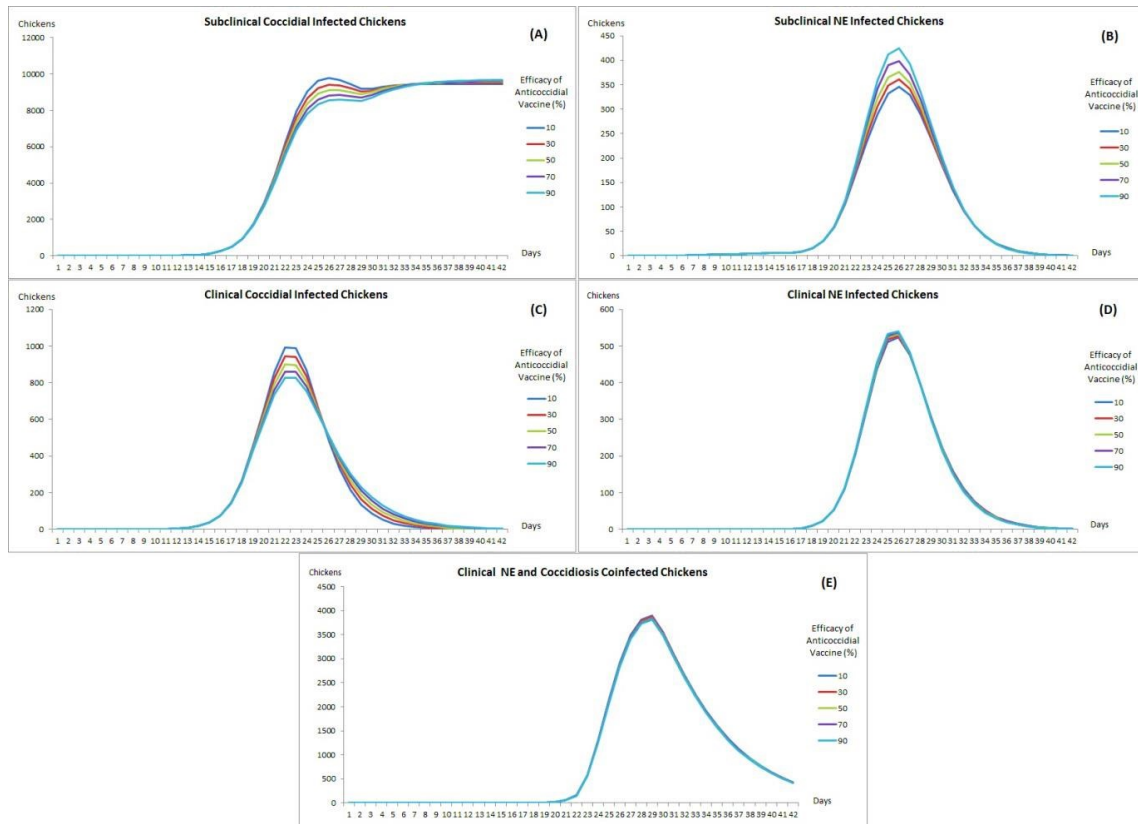 Subclinical Coccidial Infected Chickens
Chickens
(A)
12000
10000
8000
6000
4000
2000
0
Efficacy of
Anticoccidial
Vaccine (%)
10
30
50
70
90
Days
1 2 3 4 5 6 7 8 9 10 11 12 13 14 15 16 17 18 19 20 21 22 23 24 25 26 27 28 29 30 31 32 33 34 35 36 37 38 39 40 41 42
Subclinical NE Infected Chickens
Chickens
(B)
450
400
350
300
250
200
150
100
50
0
Efficacy of
Anticoccidial
Vaccine (%)
10
30
50
70
90
Days
1 2 3 4 5 6 7 8 9 10 11 12 13 14 15 16 17 18 19 20 21 22 23 24 25 26 27 28 29 30 31 32 33 34 35 36 37 38 39 40 41 42
Clinical Coccidial Infected Chickens
Chickens
(C)
1200
1000
800
600
400
200
0
Efficacy of
Anticoccidial
Vaccine (%)
10
30
50
70
90
Days
1 2 3 4 5 6 7 8 9 10 11 12 13 14 15 16 17 18 19 20 21 22 23 24 25 26 27 28 29 30 31 32 33 34 35 36 37 38 39 40 41 42
Clinical NE Infected Chickens
Chickens
(D)
600
500
400
300
200
100
0
Efficacy of
Anticoccidial
Vaccine (%)
10
30
50
70
90
Days
1 2 3 4 5 6 7 8 9 10 11 12 13 14 15 16 17 18 19 20 21 22 23 24 25 26 27 28 29 30 31 32 33 34 35 36 37 38 39 40 41 42
Clinical NE and Coccidiosis Coinfected Chickens
Chickens
(E)
4500
4000
3500
3000
2500
2000
1500
1000
500
0
Efficacy of
Anticoccidial
Vaccine (%)
10
30
50
70
90
Days
1 2 3 4 5 6 7 8 9 10 11 12 13 14 15 16 17 18 19 20 21 22 23 24 25 26 27 28 29 30 31 32 33 34 35 36 37 38 39 40 41 42